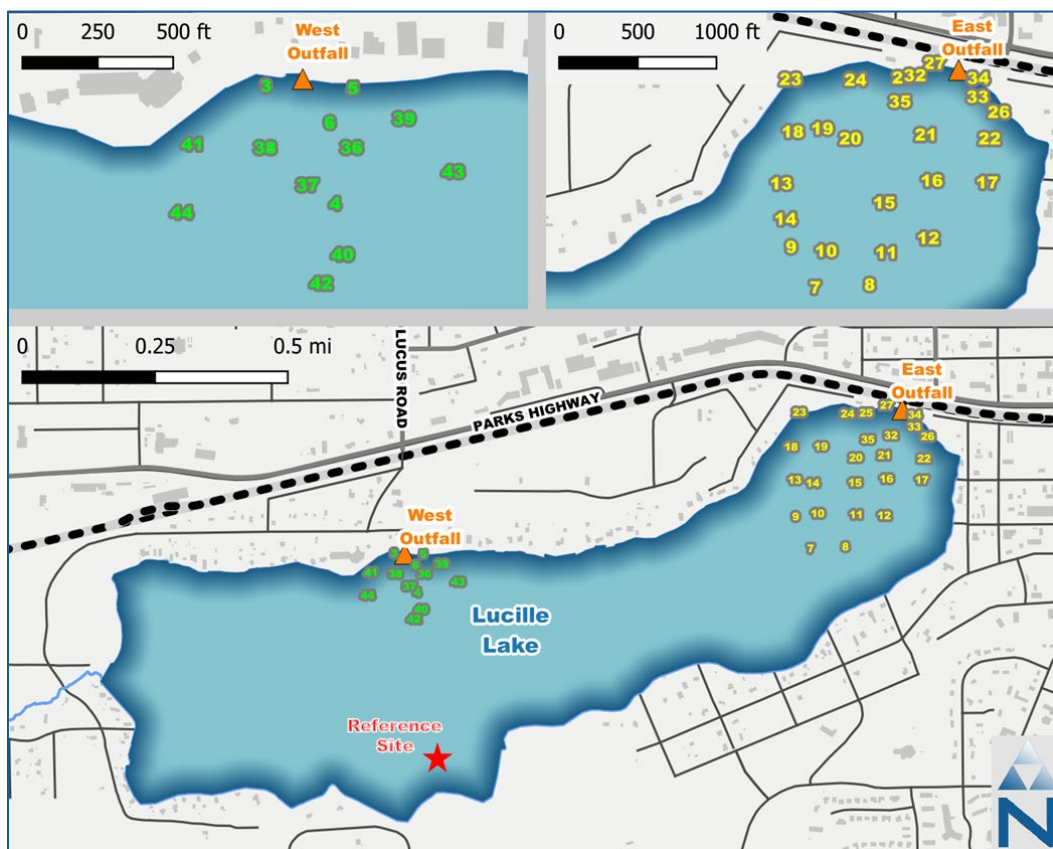 0 250 500 ft
West
Outfall
3 5
6 39
41 38 36
43
37
4
44
40
42
0 500 1000 ft
East
Outfall
27
23 24 2 32 34
35 33
26
18 19 20 21 22
13 16 17
15
14
12
9 10 11
7 8
0 0.25 0.5 mi
LUCUS ROAD
PARKS HIGHWAY
East
Outfall
27
23 24 25 34
33
35 32 26
18 19
20 21 22
13 14 15 16 17
9 10 11 12
7 8
West
Outfall
3 5
6 39
41 38 36
43
37
44 4
40
42
Lucille
Lake
Reference
Site
N